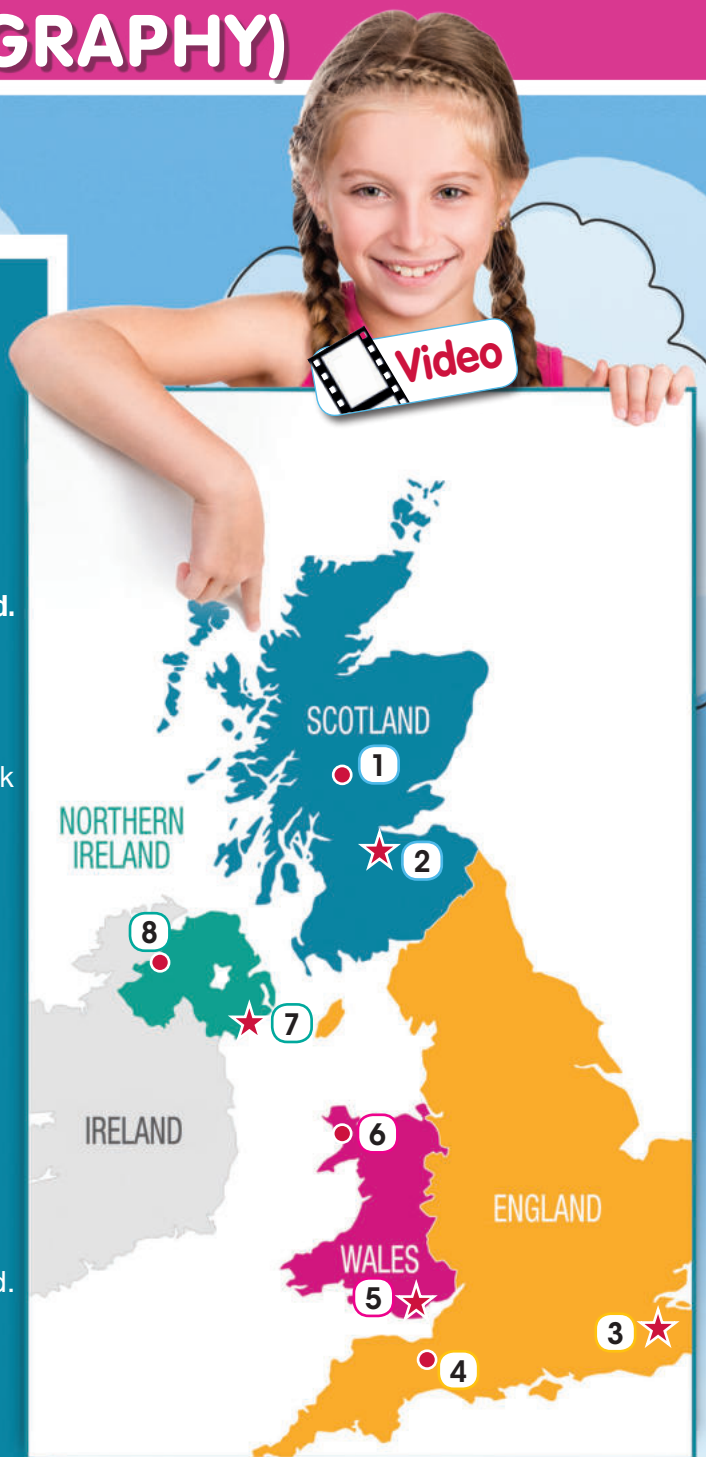 GRAPHY)
Video
d.
SCOTLAND
1
k
NORTHERN
IRELAND
2
8
7
IRELAND
6
ENGLAND
WALES
5
3
4
d.